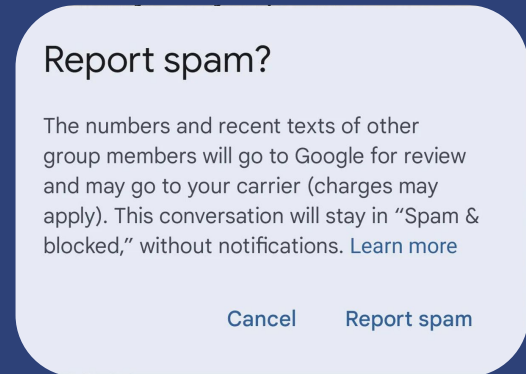 Report spam?
The numbers and recent texts of other
group members will go to Google for review
and may go to your carrier (charges may
apply). This conversation will stay in “Spam &
blocked,” without notifications. Learn more
Cancel Report spam